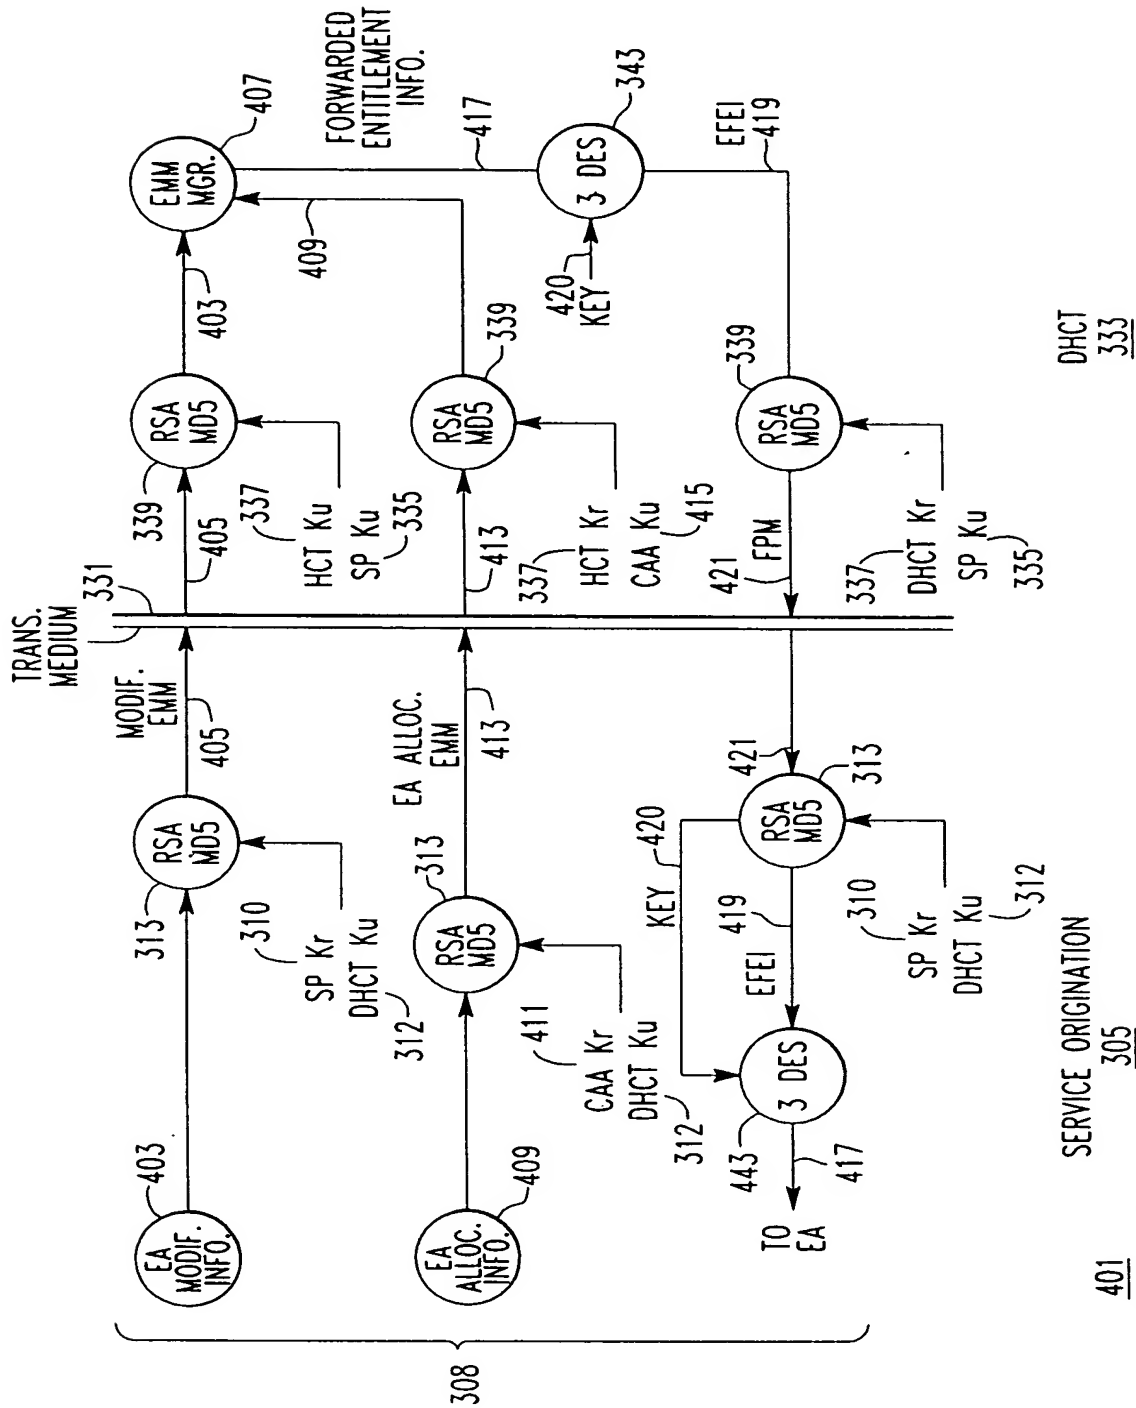 TRANS.
MEDIUM
331
308
EA
MODIF.
INFO.
403
RSA
MD5
313
310
SP Kr
DHCT Ku
312
MODIF.
EMM
405
405
RSA
MD5
339
337
HCT Ku
SP Ku
335
403
EMM
MGR.
407
409
FORWARDED
ENTITLEMENT
INFO.
417
EA
ALLOC.
INFO.
409
RSA
MD5
313
411
CAA Kr
DHCT Ku
312
EA ALLOC.
EMM
413
413
RSA
MD5
339
337
HCT Kr
CAA Ku
415
3 DES
343
420
KEY
EFEI
419
TO
EA
417
3 DES
443
KEY
420
EFEI
419
RSA
MD5
313
421
310
SP Kr
DHCT Ku
312
421
FPM
RSA
MD5
339
337
DHCT Kr
SP Ku
335
401
SERVICE ORIGINATION
305
DHCT
333